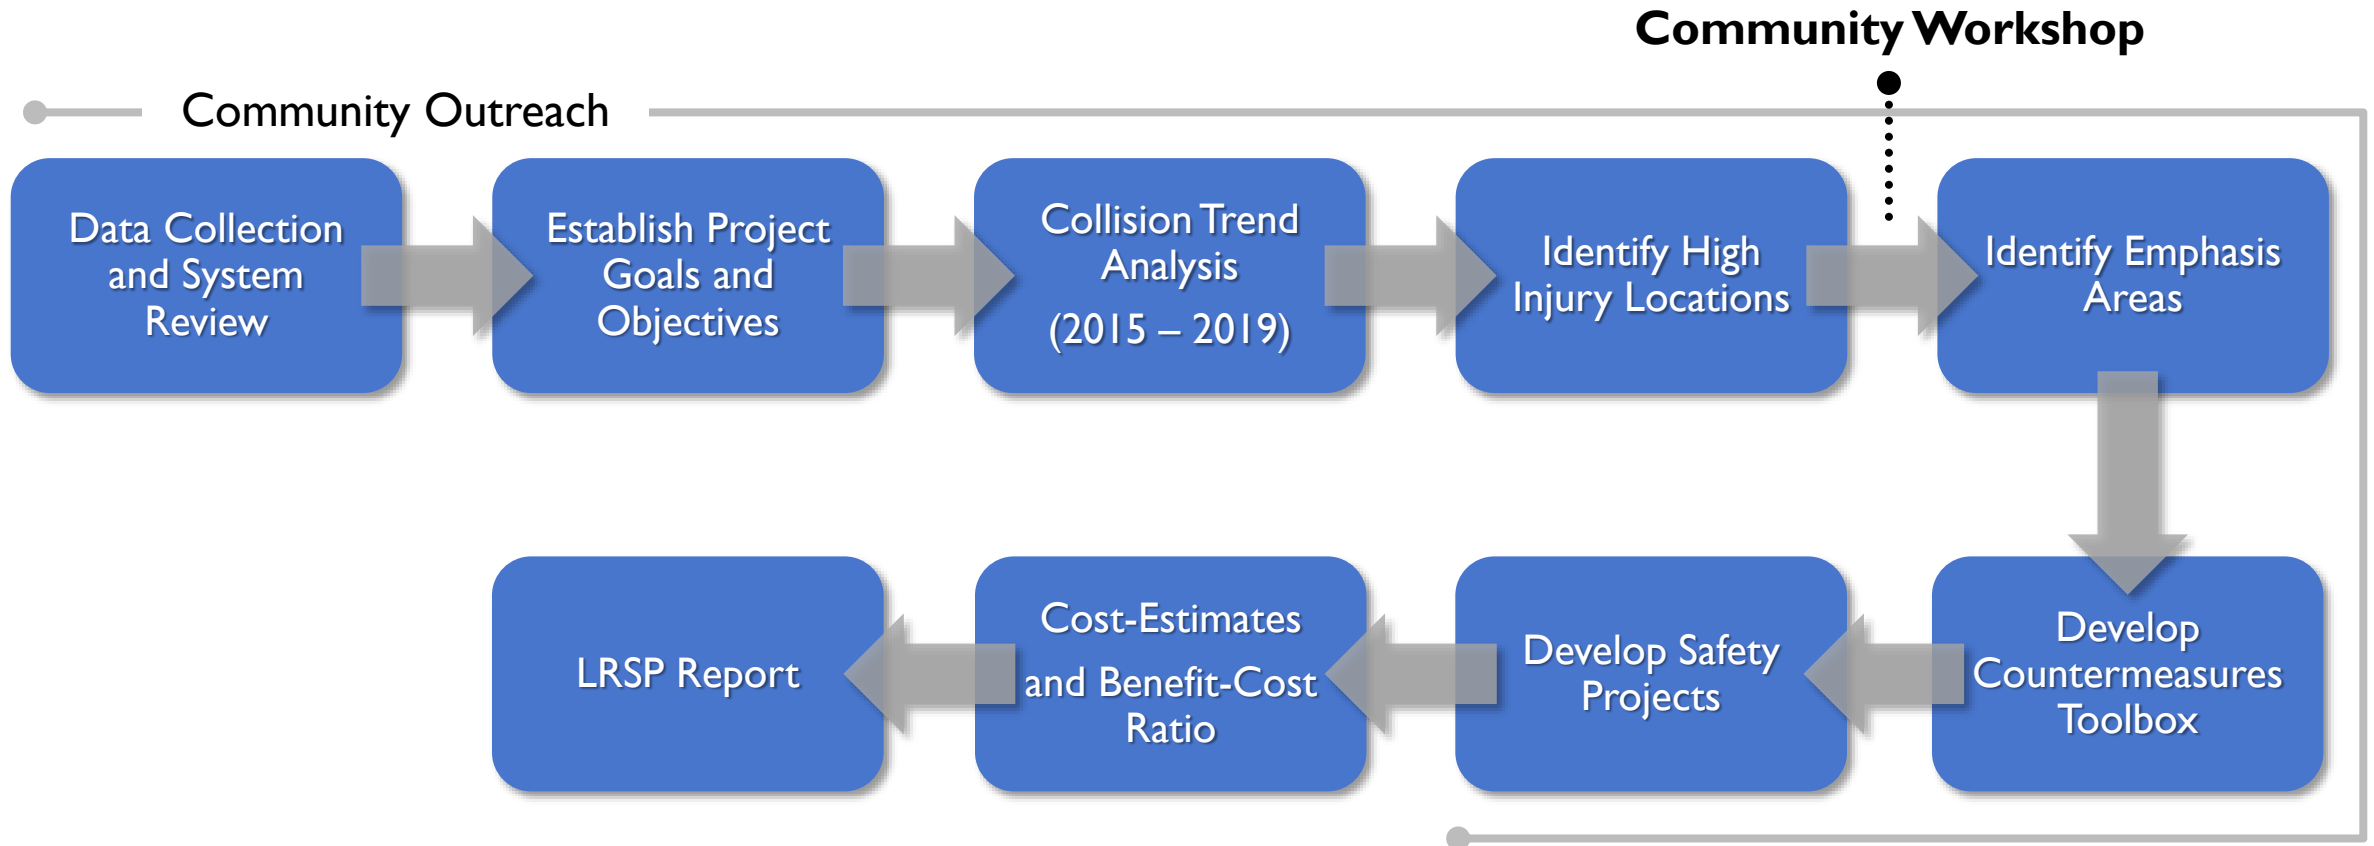 Community Workshop
Community Outreach
Data Collection
and System
Review
Establish Project
Goals and
Objectives
Collision Trend
Analysis
(2015 – 2019)
Identify High
Injury Locations
Identify Emphasis
Areas
Develop
Countermeasures
Toolbox
Develop Safety
Projects
Cost-Estimates
and Benefit-Cost
Ratio
LRSP Report